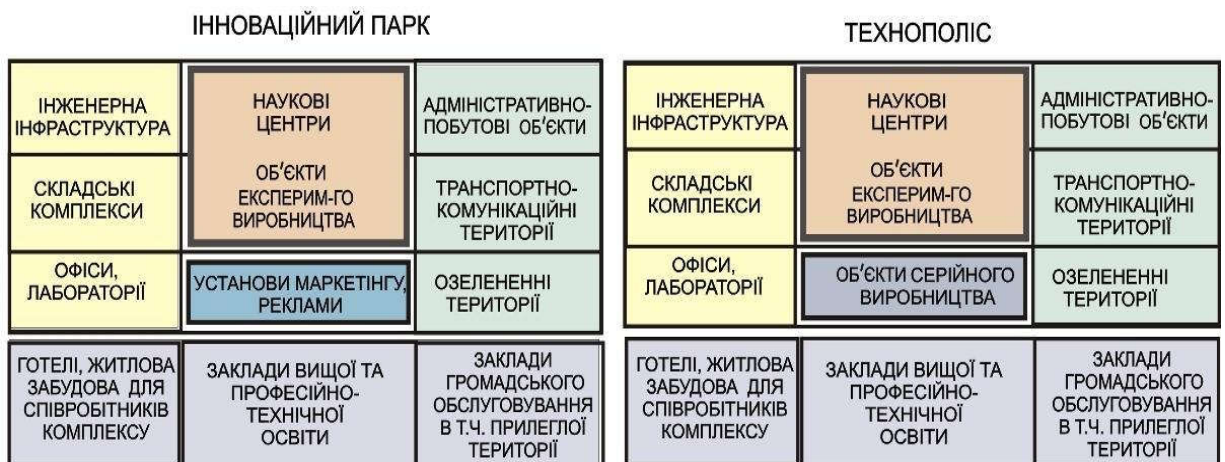 ІННОВАЦІЙНИЙ ПАРК
ІНЖЕНЕРНА
ІНФРАСТРУКТУРА
НАУКОВІ
ЦЕНТРИ
ОБ'ЄКТИ
ЕКСПЕРИМ-ГО
ВИРОБНИЦТВА
АДМІНІСТРАТИВНО-
ПОБУТОВІ ОБ'ЄКТИ
СКЛАДСЬКІ
КОМПЛЕКСИ
ТРАНСПОРТНО-
КОМУНІКАЦІЙНІ
ТЕРИТОРІЇ
ОФІСИ,
ЛАБОРАТОРІЇ
УСТАНОВИ МАРКЕТІНГУ,
РЕКЛАМИ
ОЗЕЛЕНЕННІ
ТЕРИТОРІЇ
ГОТЕЛІ, ЖИТЛОВА
ЗАБУДОВА ДЛЯ
СПІВРОБІТНИКІВ
КОМПЛЕКСУ
ЗАКЛАДИ ВИЩОЇ ТА
ПРОФЕСІЙНО-
ТЕХНІЧНОЇ
ОСВІТИ
ЗАКЛАДИ
ГРОМАДСЬКОГО
ОБСЛУГОВУВАННЯ
В Т.Ч. ПРИЛЕГЛОЇ
ТЕРИТОРІЇ
ТЕХНОПОЛІС
ІНЖЕНЕРНА
ІНФРАСТРУКТУРА
НАУКОВІ
ЦЕНТРИ
ОБ'ЄКТИ
ЕКСПЕРИМ-ГО
ВИРОБНИЦТВА
АДМІНІСТРАТИВНО-
ПОБУТОВІ ОБ'ЄКТИ
СКЛАДСЬКІ
КОМПЛЕКСИ
ТРАНСПОРТНО-
КОМУНІКАЦІЙНІ
ТЕРИТОРІЇ
ОФІСИ,
ЛАБОРАТОРІЇ
ОБ'ЄКТИ СЕРІЙНОГО
ВИРОБНИЦТВА
ОЗЕЛЕНЕННІ
ТЕРИТОРІЇ
ГОТЕЛІ, ЖИТЛОВА
ЗАБУДОВА ДЛЯ
СПІВРОБІТНИКІВ
КОМПЛЕКСУ
ЗАКЛАДИ ВИЩОЇ ТА
ПРОФЕСІЙНО-
ТЕХНІЧНОЇ
ОСВІТИ
ЗАКЛАДИ
ГРОМАДСЬКОГО
ОБСЛУГОВУВАННЯ
В Т.Ч. ПРИЛЕГЛОЇ
ТЕРИТОРІЇ